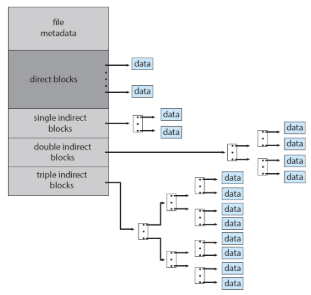 file
metadata
direct blocks
data
data
single indirect
blocks
data
data
double indirect
blocks
data
data
data
data
triple indirect
blocks
data
data
data
data
data
data
data
data